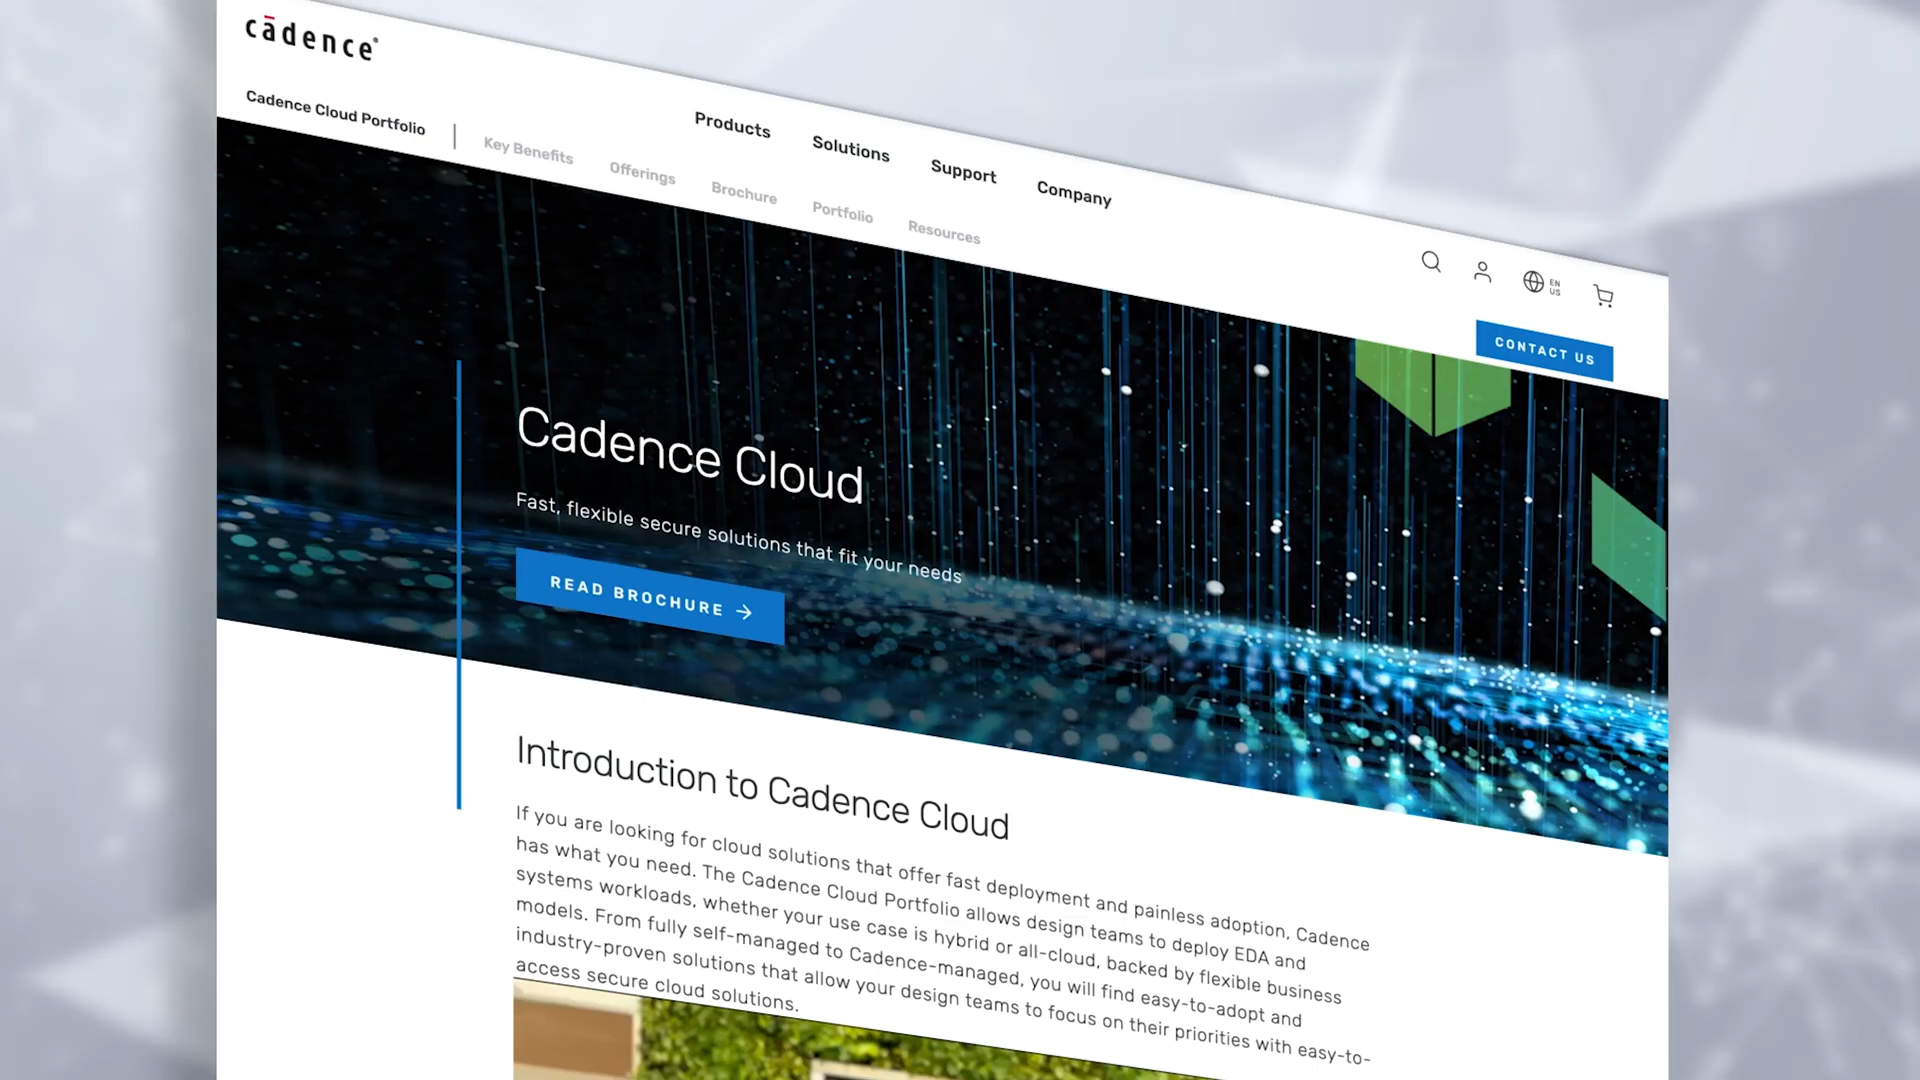 cādence®
Products Solutions Support Company
EN
US
Cadence Cloud Portfolio
Key Benefits Offerings Brochure Portfolio Resources
CONTACT US
Cadence Cloud
Fast, flexible secure solutions that fit your needs
READ BROCHURE →
Introduction to Cadence Cloud
If you are looking for cloud solutions that offer fast deployment and painless adoption, Cadence
has what you need. The Cadence Cloud Portfolio allows design teams to deploy EDA and
systems workloads, whether your use case is hybrid or all-cloud, backed by flexible business
models. From fully self-managed to Cadence-managed, you will find easy-to-adopt and
industry-proven solutions that allow your design teams to focus on their priorities with easy-to-
access secure cloud solutions.